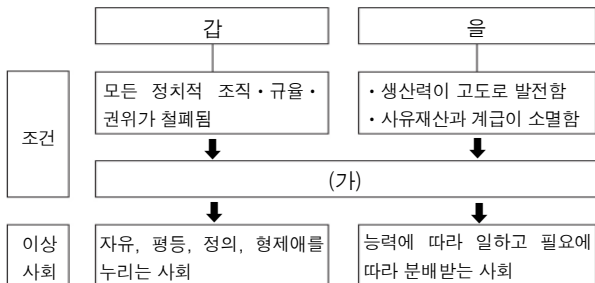 갑
을
모든 정치적 조직・규율・
권위가 철폐됨
・생산력이 고도로 발전함
・사유재산과 계급이 소멸함
조건
(가)
이상
사회
자유, 평등, 정의, 형제애를
누리는 사회
능력에 따라 일하고 필요에
따라 분배받는 사회